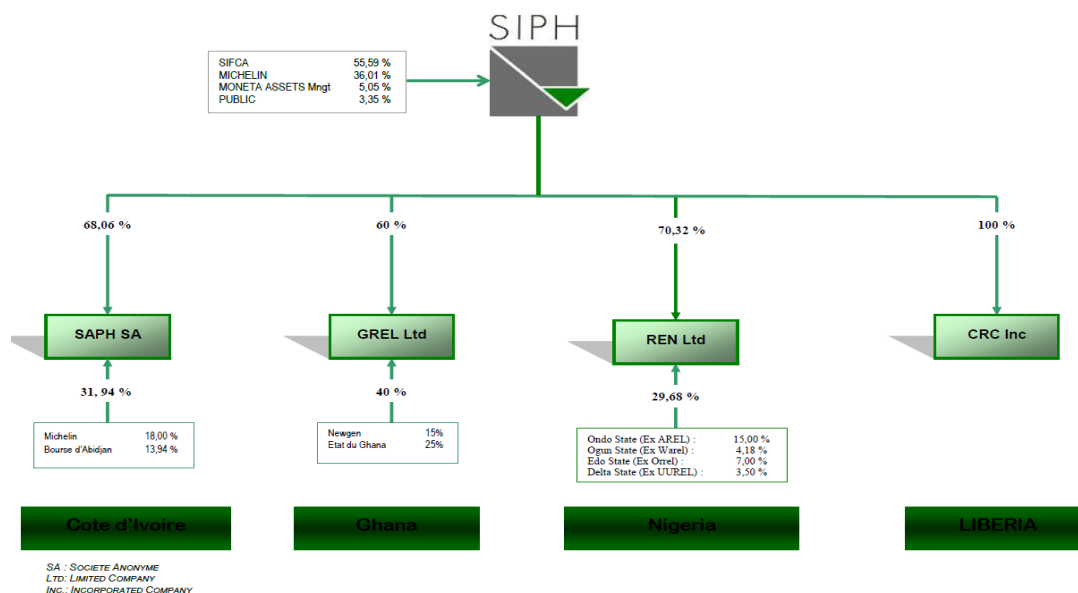 SIPH
SIFCA 55,59 %
MICHELIN 36,01 %
MONETA ASSETS Mngt 5,05 %
PUBLIC 3,35 %
68,06 % 60 % 70,32 % 100 %
SAPH SA GREL Ltd REN Ltd CRC Inc
31, 94 % 40 % 29,68 %
Michelin 18,00 %
Bourse d'Abidjan 13,94 %
Newgen 15%
Etat du Ghana 25%
Ondo State (Ex AREL) : 15,00 %
Ogun State (Ex Warel) : 4,18 %
Edo State (Ex Orrel) : 7,00 %
Delta State (Ex UUREL) : 3,50 %
Cote d'Ivoire Ghana Nigeria LIBERIA
SA : SOCIETE ANONYME
LTD: LIMITED COMPANY
INC.: INCORPORATED COMPANY